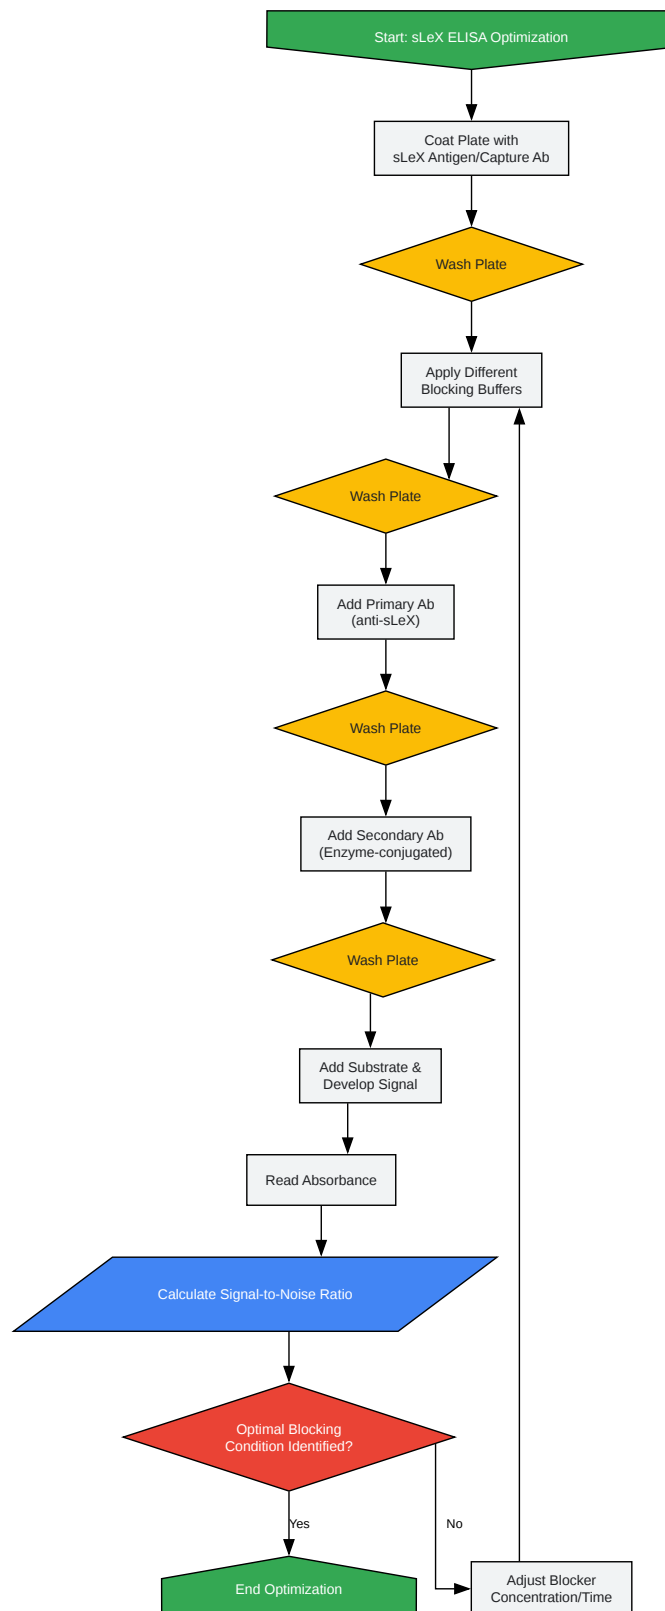 Start: sLeX ELISA Optimization
Coat Plate with
sLeX Antigen/Capture Ab
Wash Plate
Apply Different
Blocking Buffers
Wash Plate
Add Primary Ab
(anti-sLeX)
Wash Plate
Add Secondary Ab
(Enzyme-conjugated)
Wash Plate
Add Substrate &
Develop Signal
Read Absorbance
Calculate Signal-to-Noise Ratio
Optimal Blocking
Condition Identified?
Yes
No
End Optimization
Adjust Blocker
Concentration/Time